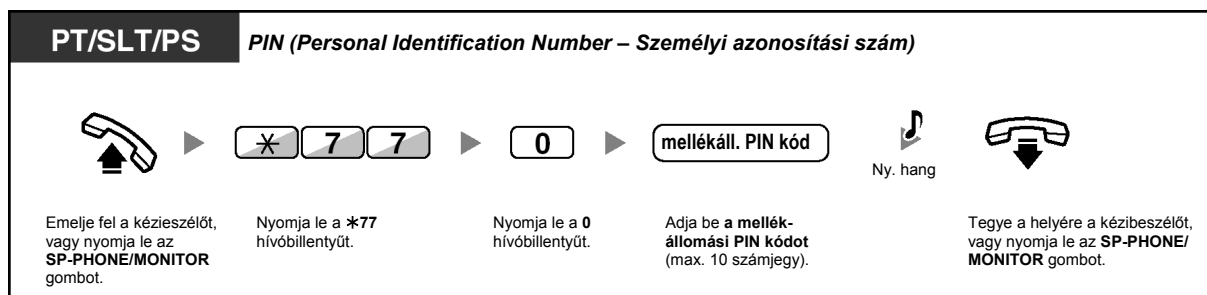 PT/SLT/PS
PIN (Personal Identification Number – Személyi azonosítási szám)
*77
0
mellékáll. PIN kód
Ny. hang
Emelje fel a kézieszélőt,
vagy nyomja le az
SP-PHONE/MONITOR
gombot.
Nyomja le a *77
hívóbillentyűt.
Nyomja le a 0
hívóbillentyűt.
Adja be a mellék-
állomási PIN kódot
(max. 10 számjegy).
Tegye a helyére a kézibeszélőt,
vagy nyomja le az SP-PHONE/
MONITOR gombot.